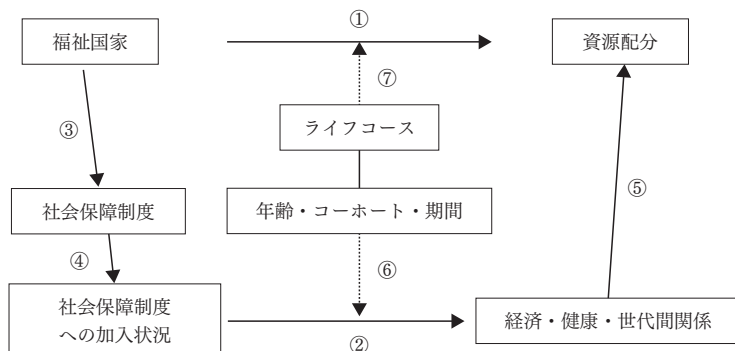 ①
福祉国家
資源配分
⑦
③
ライフコース
社会保障制度
年齢・コーホート・期間
⑤
④
⑥
社会保障制度
への加入状況
経済・健康・世代間関係
②